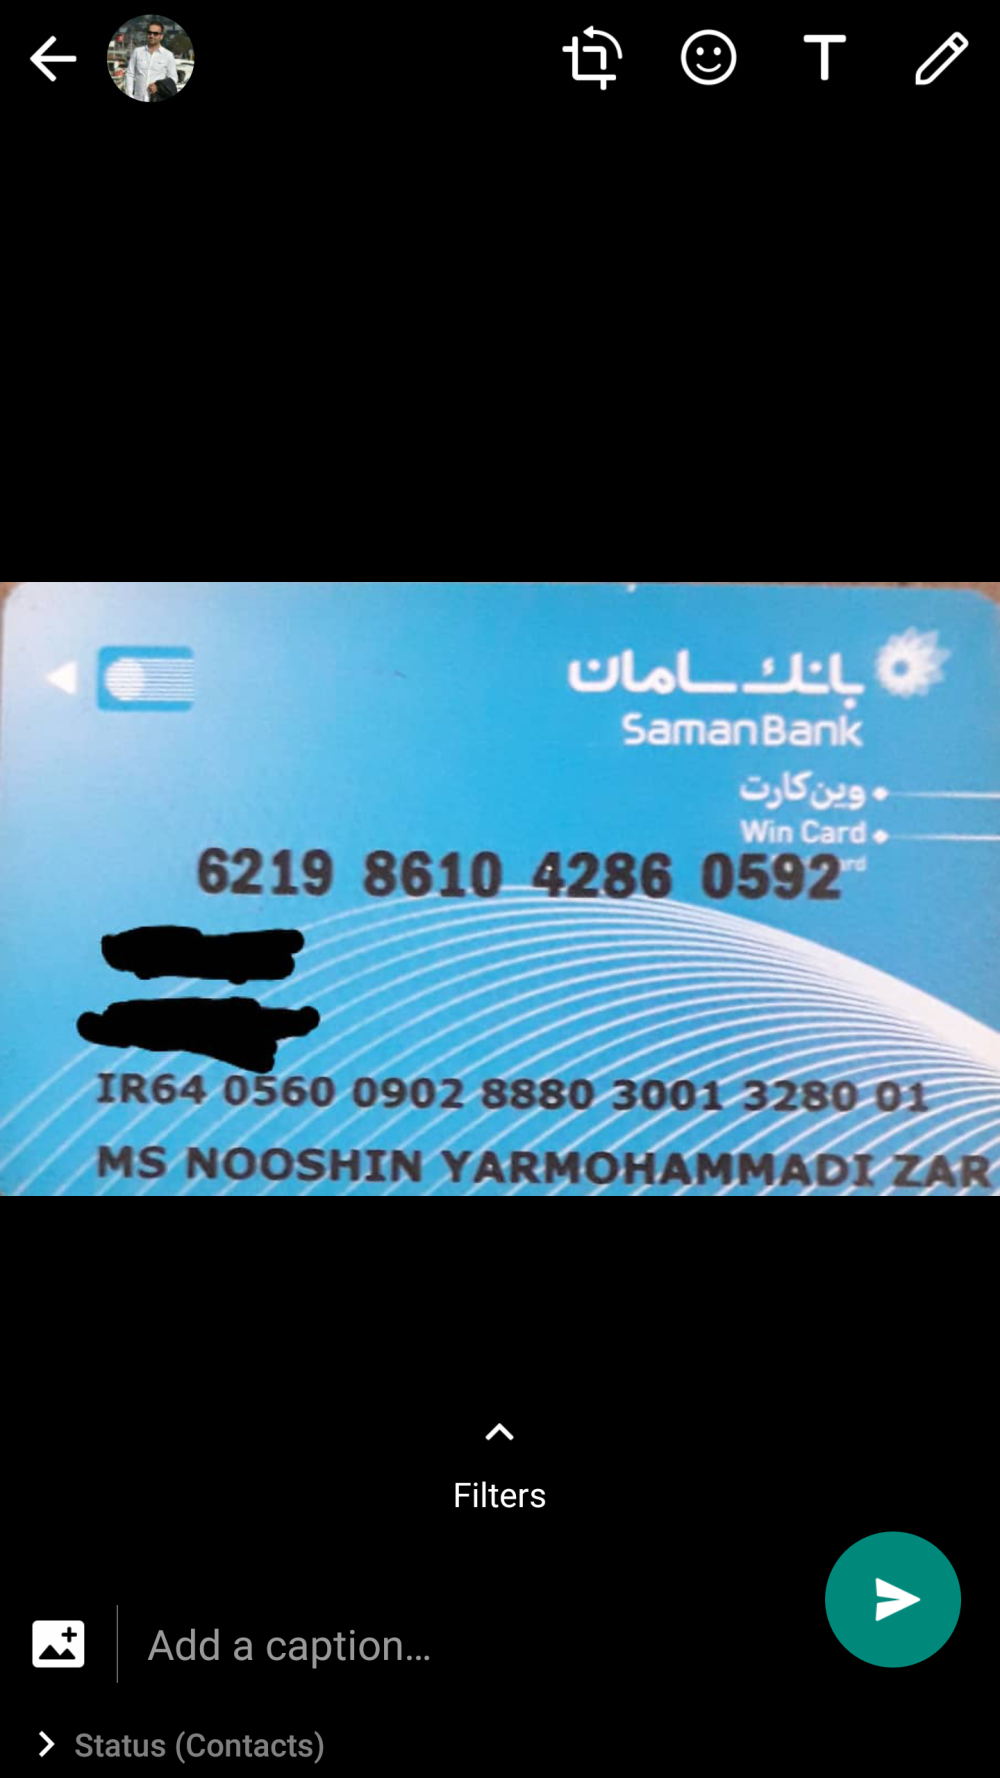 T
بانک سامان
SamanBank
وین‌کارت
Win Card
6219 8610 4286 0592
IR64 0560 0902 8880 3001 3280 01
MS NOOSHIN YARMOHAMMADI ZAR
Filters
Add a caption...
Status (Contacts)